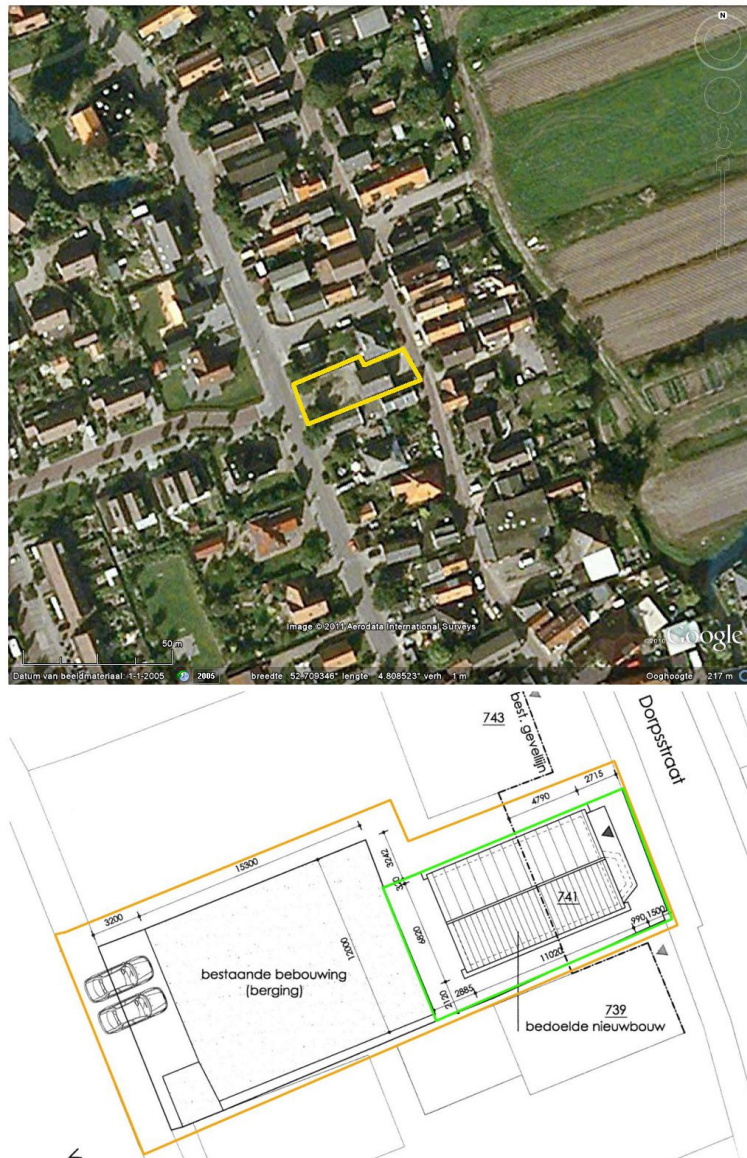 N
Image © 2011 Aerodata International Surveys
50 m
©2010 Google
Datum van beeldmateriaal: 1-1-2005 2005 breedte 52.709346° lengte 4.808523° verh 1 m Ooghoogte 217 m
743
best. gevellijn
Dorpsstraat
2715
4790
15300
3242
320
3200
12000
6820
741
990
1500
11020
bestaande bebouwing
(berging)
2120
2885
739
bedoelde nieuwbouw